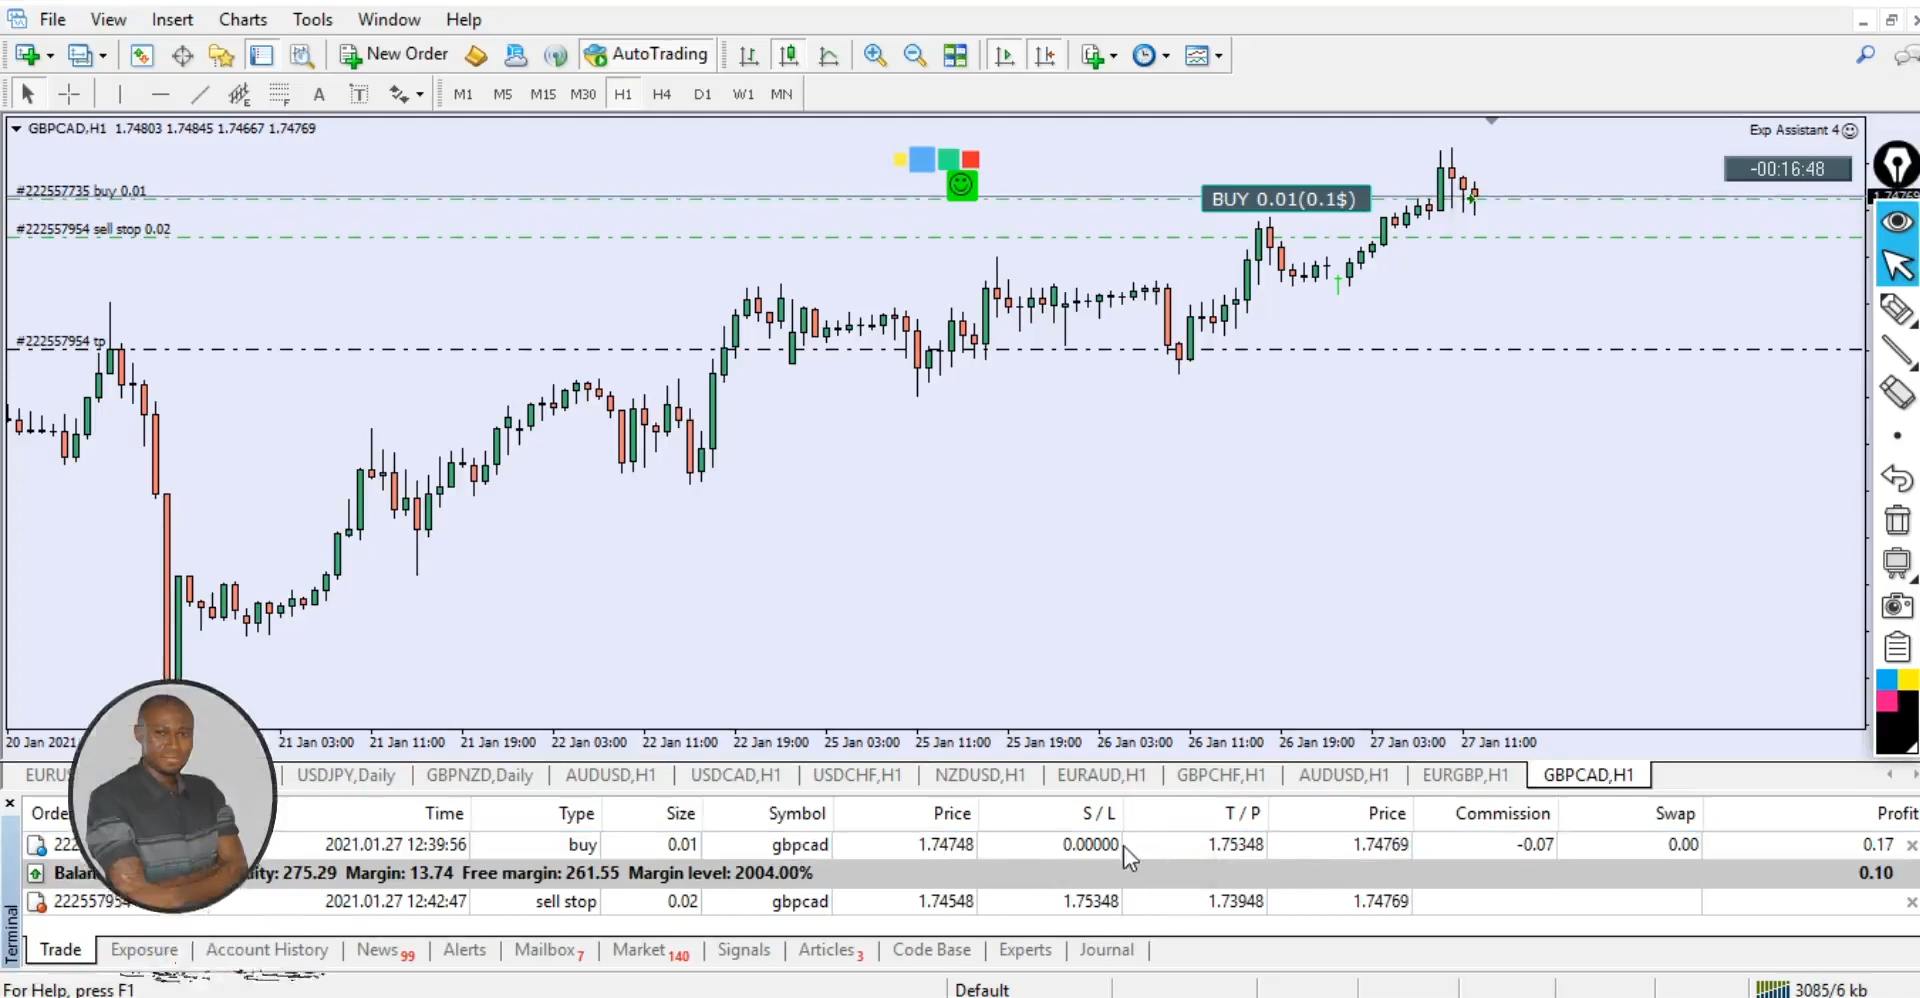 File View Insert Charts Tools Window Help
New Order AutoTrading
A T M1 M5 M15 M30 H1 H4 D1 W1 MN
GBPCAD,H1 1.74803 1.74845 1.74667 1.74769
Exp Assistant 4
-00:16:48
#222557735 buy 0.01
BUY 0.01(0.1$)
#222557954 sell stop 0.02
#222557954 tp
20 Jan 2021 21 Jan 03:00 21 Jan 11:00 21 Jan 19:00 22 Jan 03:00 22 Jan 11:00 22 Jan 19:00 25 Jan 03:00 25 Jan 11:00 25 Jan 19:00 26 Jan 03:00 26 Jan 11:00 26 Jan 19:00 27 Jan 03:00 27 Jan 11:00
USDJPY,Daily GBPNZD,Daily AUDUSD,H1 USDCAD,H1 USDCHF,H1 NZDUSD,H1 EURAUD,H1 GBPCHF,H1 AUDUSD,H1 EURGBP,H1 GBPCAD,H1
Time Type Size Symbol Price S / L T / P Price Commission Swap Profit
222 2021.01.27 12:39:56 buy 0.01 gbpcad 1.74748 0.00000 1.75348 1.74769 -0.07 0.00 0.17
275.29 Margin: 13.74 Free margin: 261.55 Margin level: 2004.00% 0.10
222557954 2021.01.27 12:42:47 sell stop 0.02 gbpcad 1.74548 1.75348 1.73948 1.74769
Terminal
Trade Exposure Account History News 99 Alerts Mailbox 7 Market 140 Signals Articles 3 Code Base Experts Journal
For Help, press F1 Default 3085/6 kb